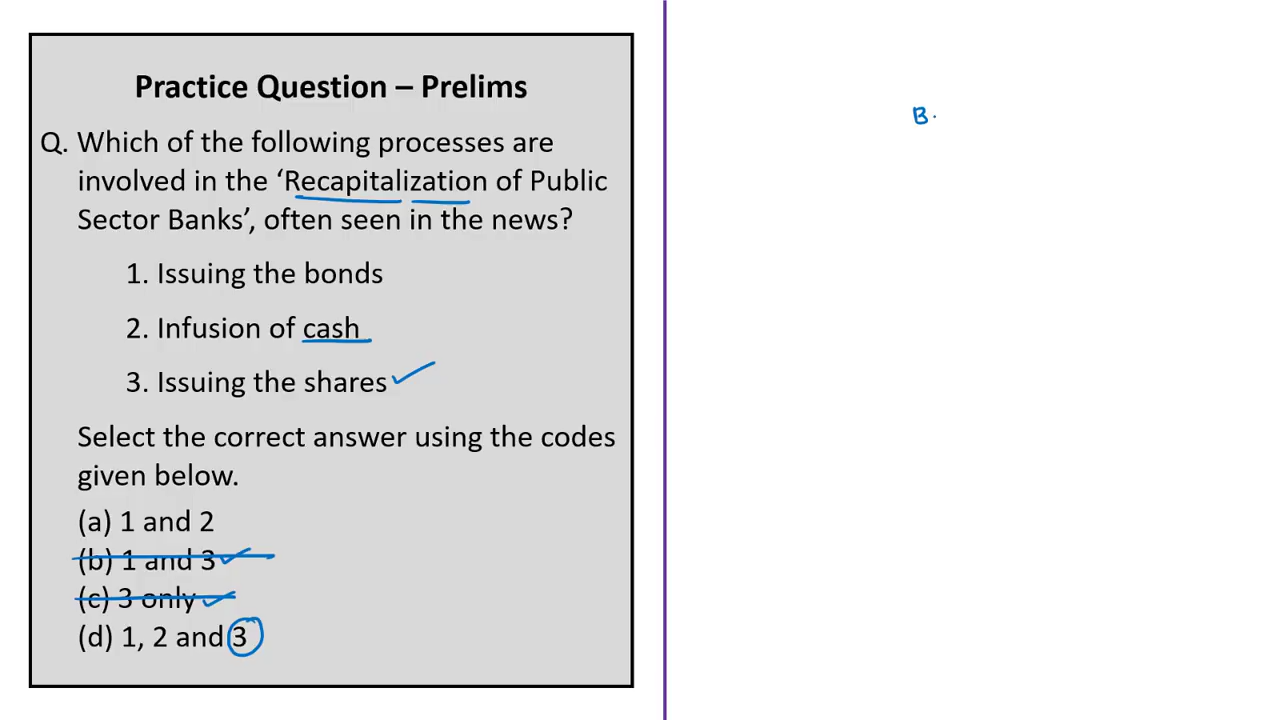 Practice Question – Prelims
Q. Which of the following processes are
involved in the ‘Recapitalization of Public
Sector Banks’, often seen in the news?
1. Issuing the bonds
2. Infusion of cash
3. Issuing the shares
Select the correct answer using the codes
given below.
(a) 1 and 2
(b) 1 and 3
(c) 3 only
(d) 1, 2 and 3
B.